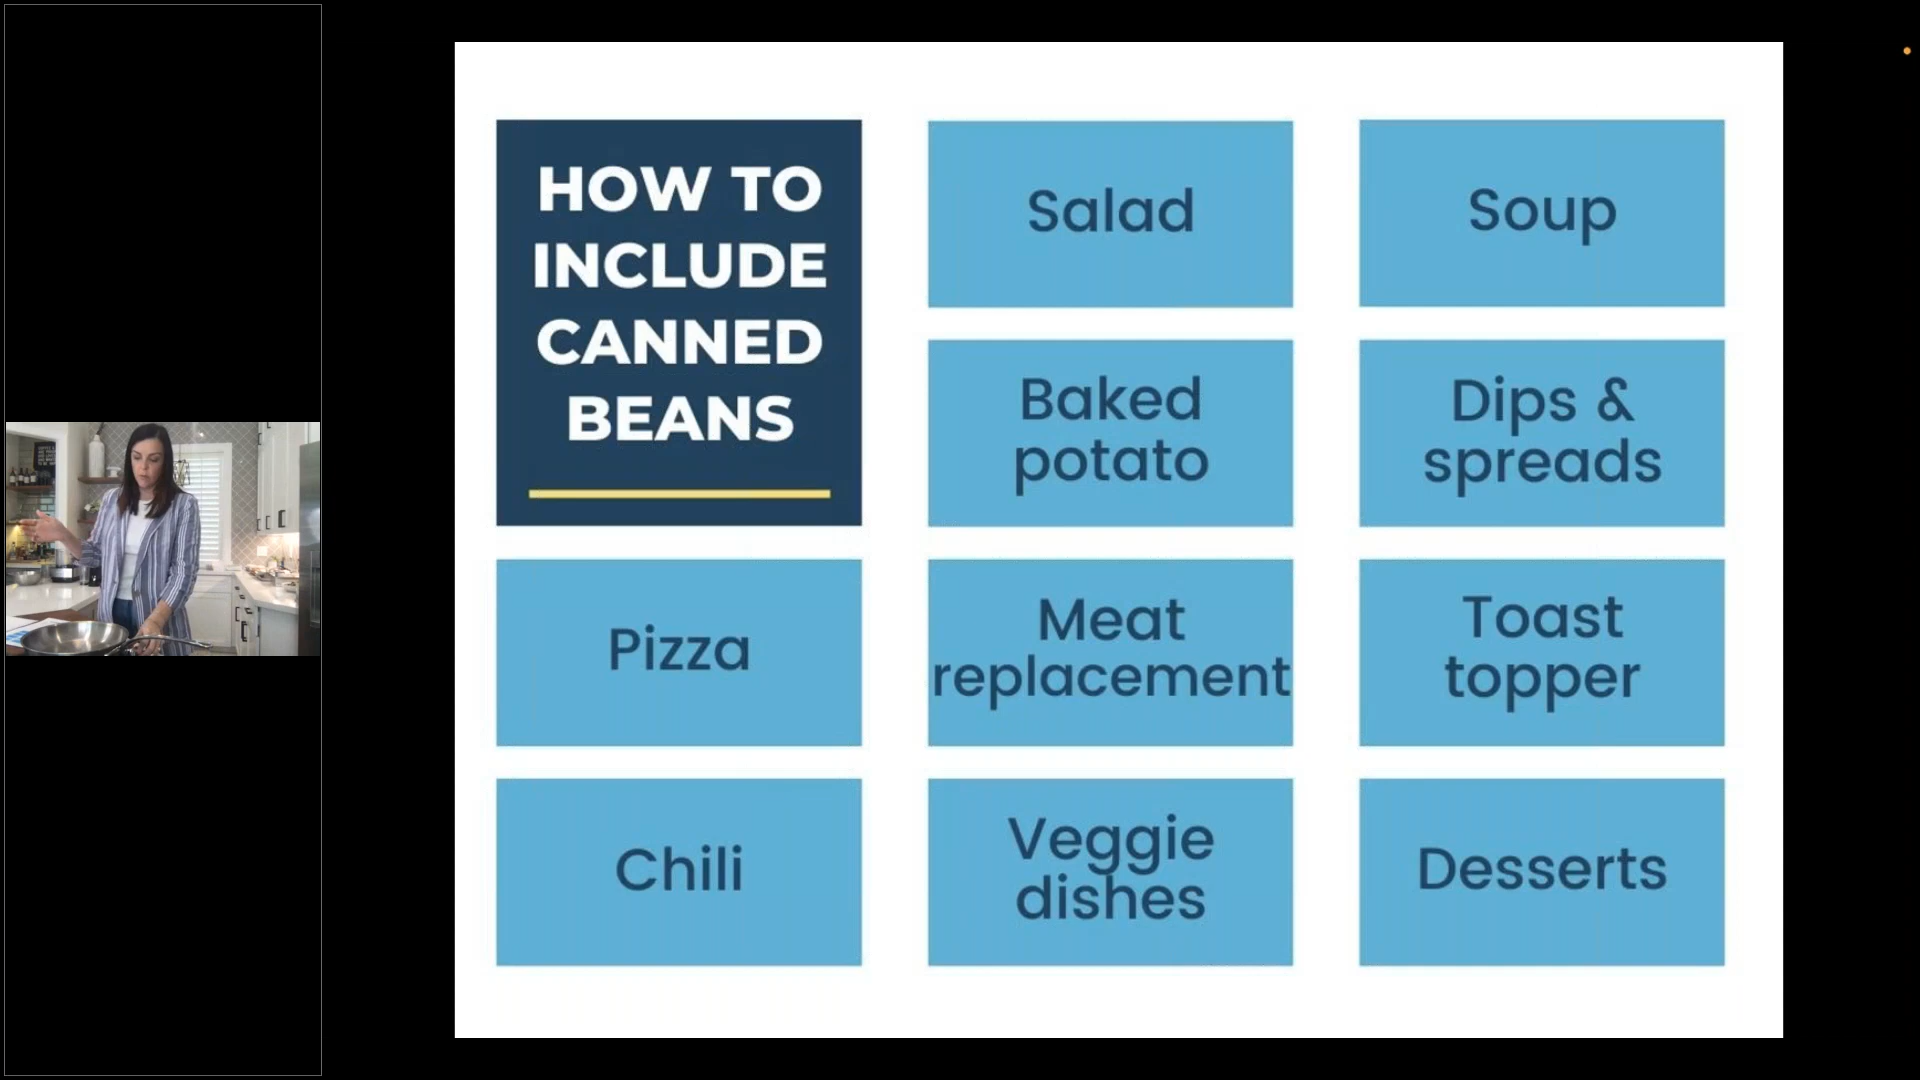 HOW TO
INCLUDE
CANNED
BEANS
Salad
Soup
Baked
potato
Dips &
spreads
Pizza
Meat
replacement
Toast
topper
Chili
Veggie
dishes
Desserts